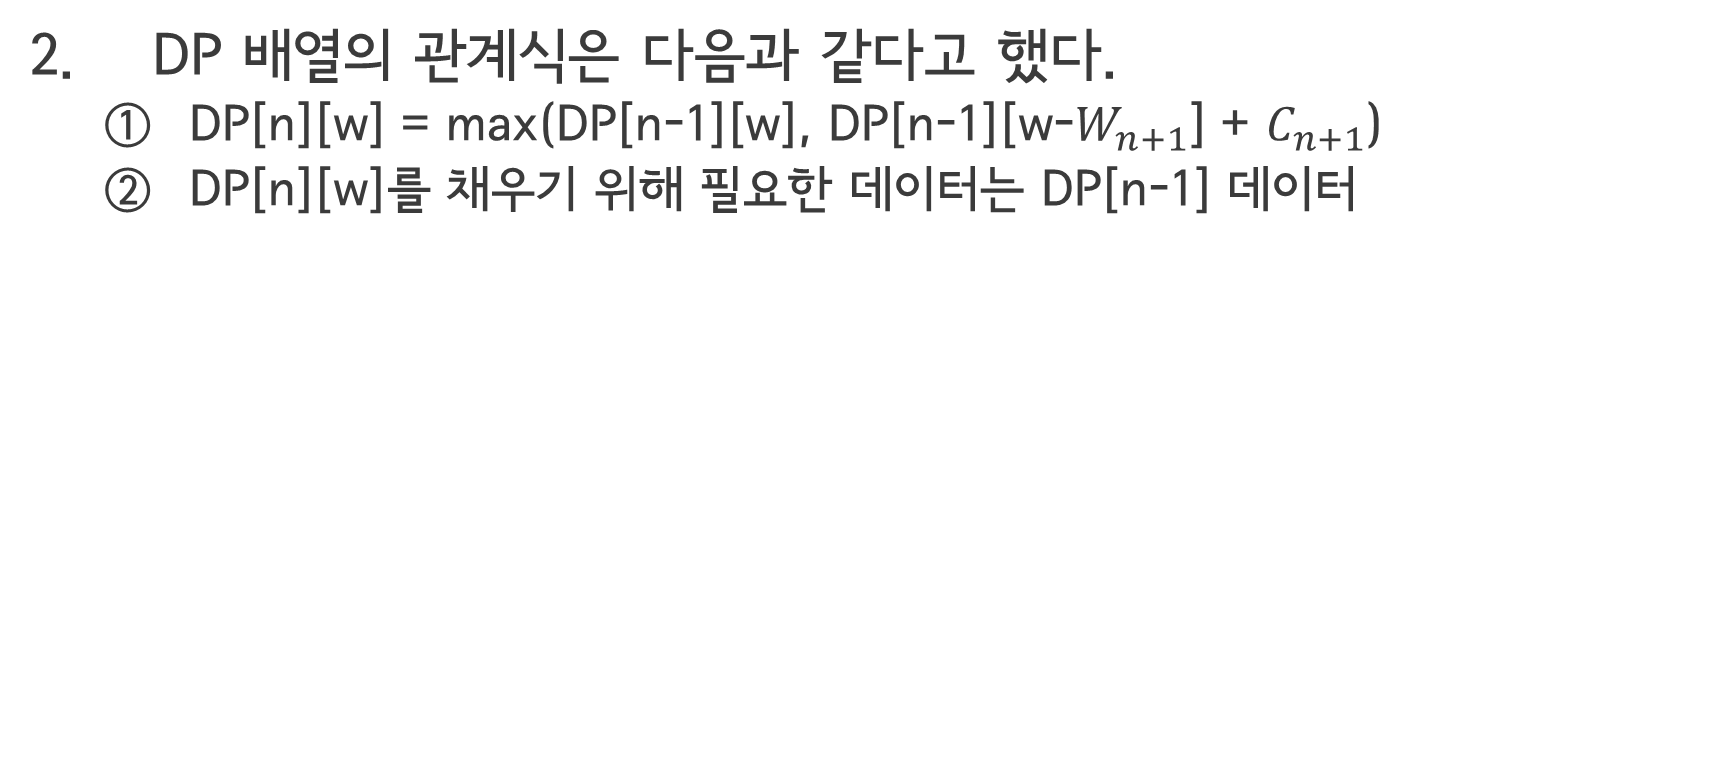 2. DP 배열의 관계식은 다음과 같다고 했다.
① DP[n][w] = max(DP[n-1][w], DP[n-1][w-$W_{n+1}$] + $C_{n+1}$)
② DP[n][w]를 채우기 위해 필요한 데이터는 DP[n-1] 데이터